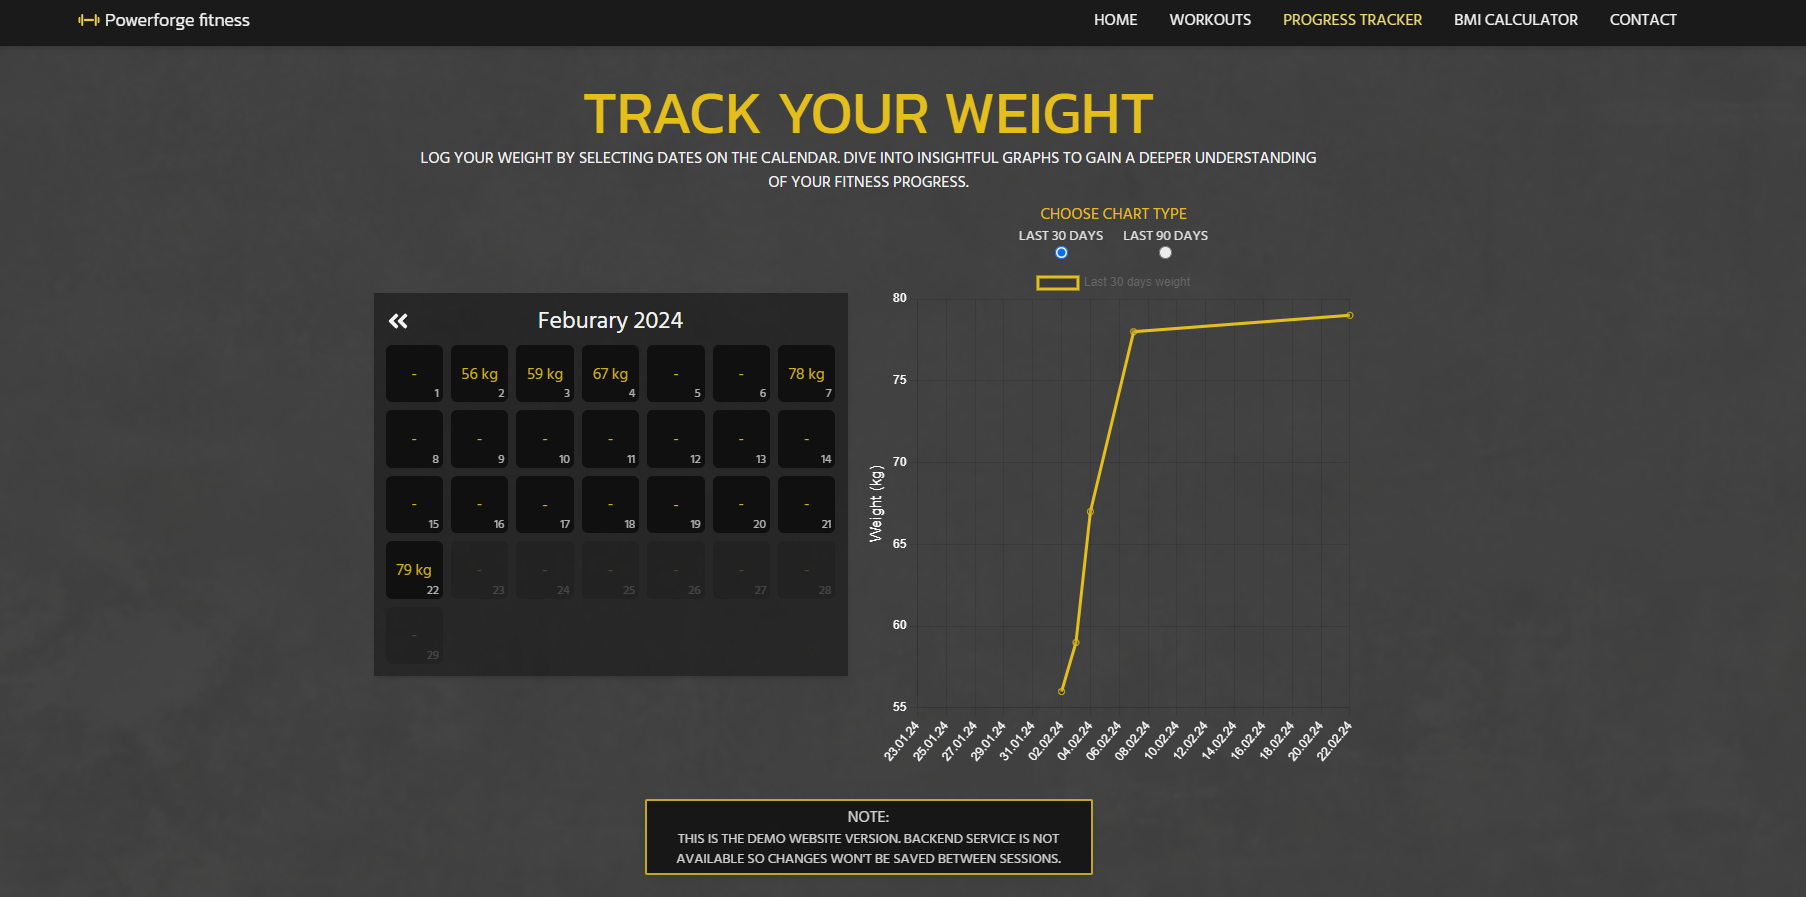 Powerforge fitness
HOME WORKOUTS PROGRESS TRACKER BMI CALCULATOR CONTACT
TRACK YOUR WEIGHT
LOG YOUR WEIGHT BY SELECTING DATES ON THE CALENDAR. DIVE INTO INSIGHTFUL GRAPHS TO GAIN A DEEPER UNDERSTANDING
OF YOUR FITNESS PROGRESS.
CHOOSE CHART TYPE
LAST 30 DAYS LAST 90 DAYS
Last 30 days weight
Feburary 2024
- 56 kg 59 kg 67 kg - - 78 kg
1 2 3 4 5 6 7
- - - - - - -
8 9 10 11 12 13 14
- - - - - - -
15 16 17 18 19 20 21
79 kg - - - - - -
22 23 24 25 26 27 28
-
29
80
75
70
65
60
55
Weight (kg)
23.01.24 25.01.24 27.01.24 29.01.24 31.01.24 02.02.24 04.02.24 06.02.24 08.02.24 10.02.24 12.02.24 14.02.24 16.02.24 18.02.24 20.02.24 22.02.24
NOTE:
THIS IS THE DEMO WEBSITE VERSION. BACKEND SERVICE IS NOT
AVAILABLE SO CHANGES WON'T BE SAVED BETWEEN SESSIONS.